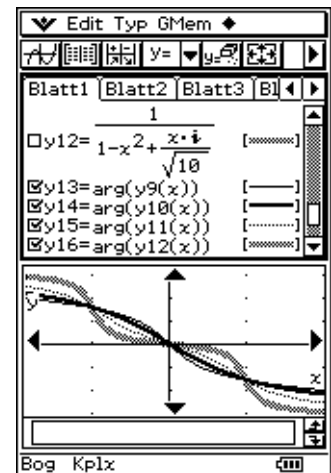 Edit Typ GMem
y=
Blatt1 Blatt2 Blatt3 Bl
y12= 1 / (1-x²+ x·i/√10) [ ]
y13=arg(y9(x)) [ ]
y14=arg(y10(x)) [ ]
y15=arg(y11(x)) [ ]
y16=arg(y12(x)) [ ]
y
x
Bog Kplx